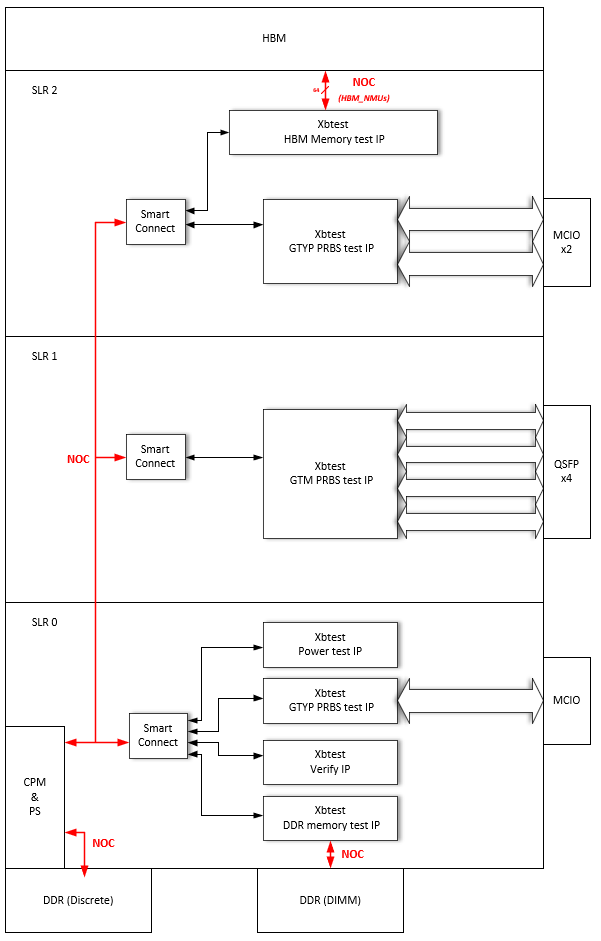 HBM
SLR 2
64
NOC
(HBM_NMUs)
Xbtest
HBM Memory test IP
Smart
Connect
Xbtest
GTYP PRBS test IP
MCIO
x2
SLR 1
NOC
Smart
Connect
Xbtest
GTM PRBS test IP
QSFP
x4
SLR 0
Xbtest
Power test IP
Xbtest
GTYP PRBS test IP
MCIO
Smart
Connect
Xbtest
Verify IP
CPM
&
PS
Xbtest
DDR memory test IP
NOC
NOC
DDR (Discrete)
DDR (DIMM)